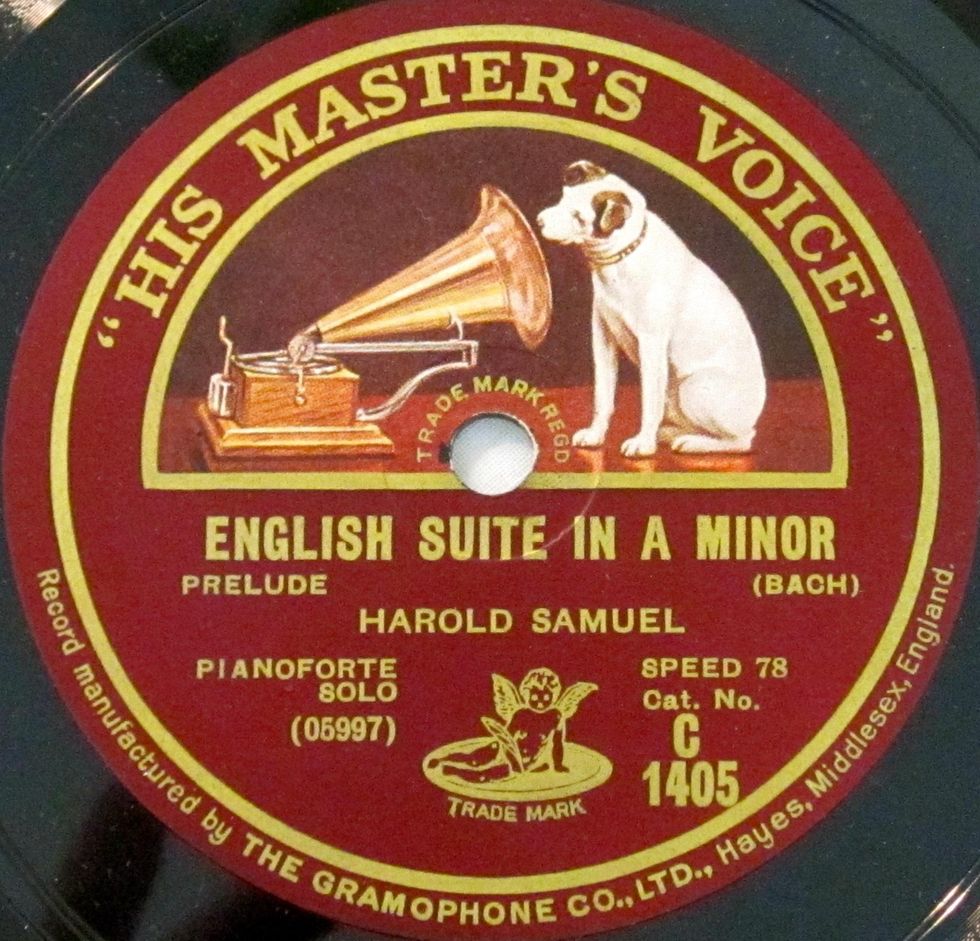 "HIS MASTER'S VOICE"
TRADE MARK REGD
ENGLISH SUITE IN A MINOR
PRELUDE (BACH)
HAROLD SAMUEL
PIANOFORTE SOLO
(05997)
SPEED 78
Cat. No.
C
1405
TRADE MARK
Record manufactured by THE GRAMOPHONE CO., LTD., Hayes, Middlesex, England.